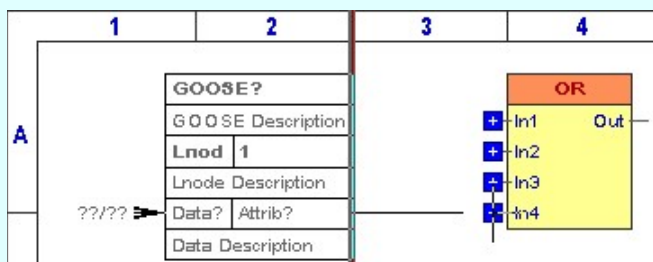 1 2 3 4
A
GOOSE?
GOOSE Description
Lnod 1
Lnode Description
??/?? Data? Attrib?
Data Description
OR
In1 Out
In2
In3
In4